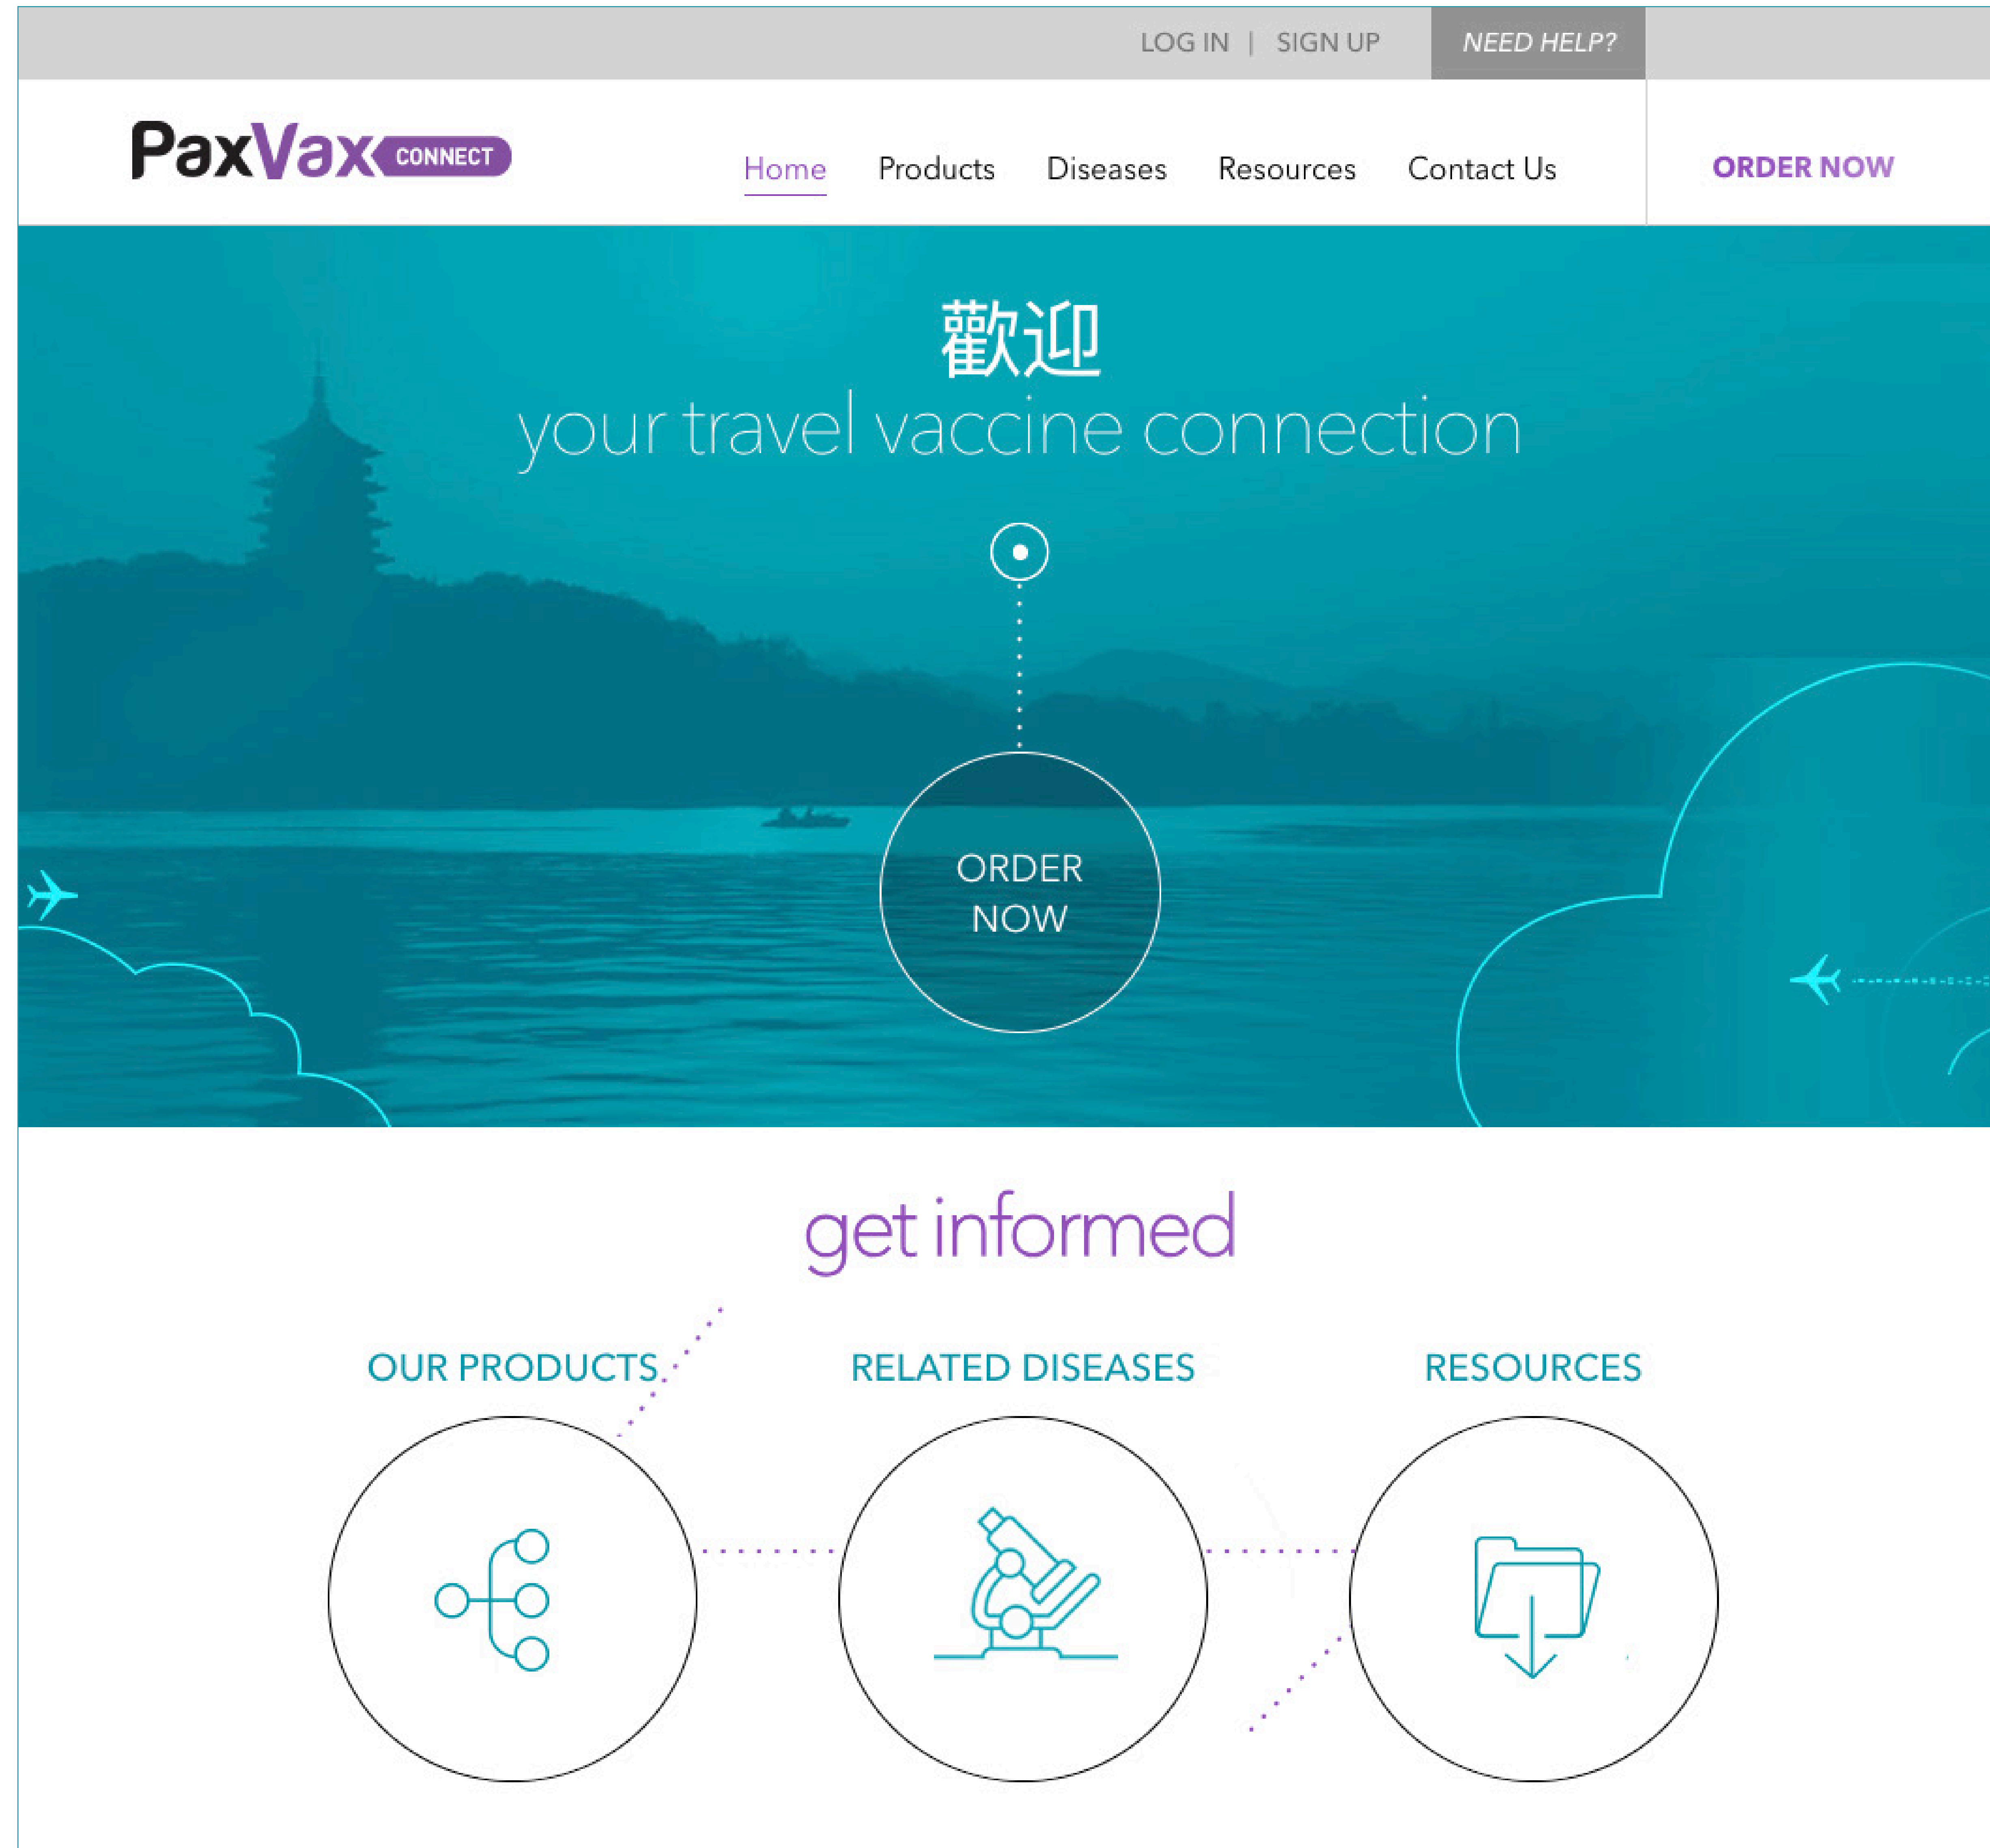 LOG IN | SIGN UP
NEED HELP?
PaxVax CONNECT
Home
Products
Diseases
Resources
Contact Us
ORDER NOW
歡迎
your travel vaccine connection
ORDER
NOW
get informed
OUR PRODUCTS
RELATED DISEASES
RESOURCES